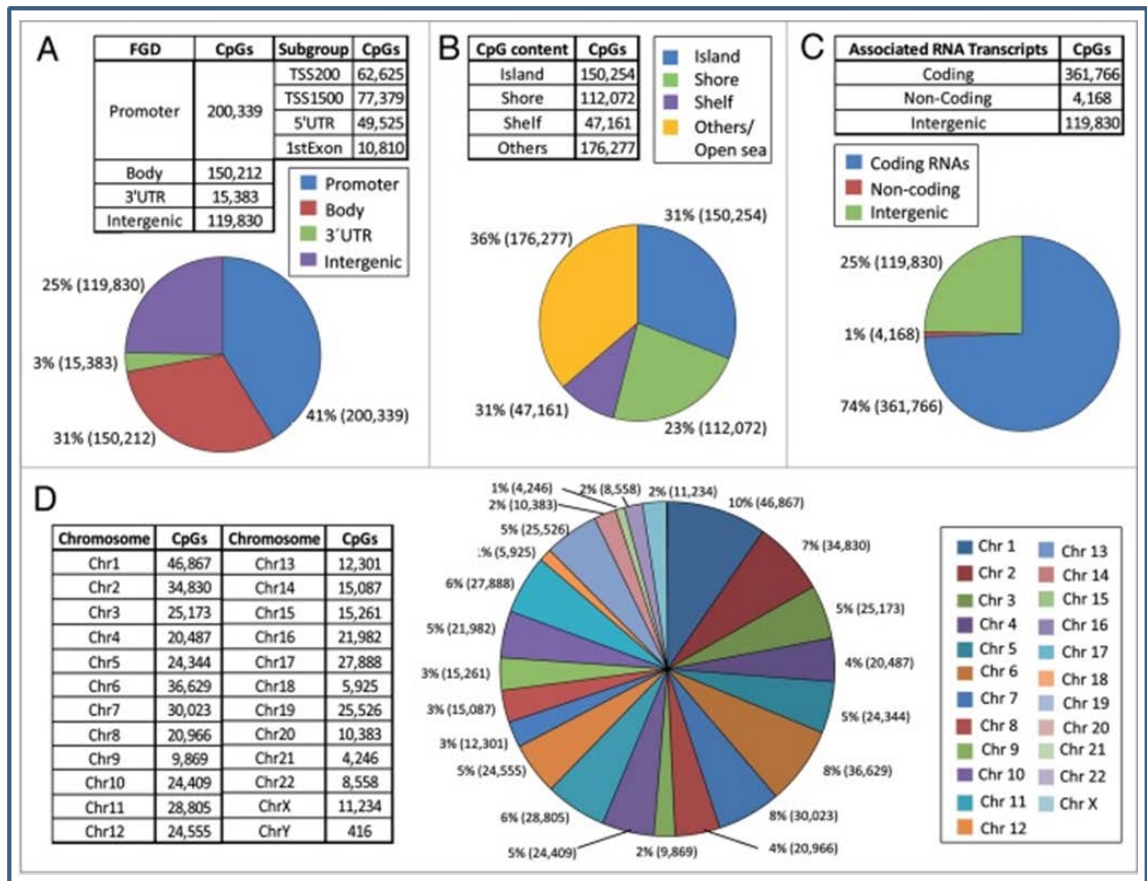 A
FGD CpGs Subgroup CpGs
Promoter 200,339 TSS200 62,625
TSS1500 77,379
5'UTR 49,525
1stExon 10,810
Body 150,212
3'UTR 15,383
Intergenic 119,830
Promoter
Body
3´UTR
Intergenic
25% (119,830)
3% (15,383)
31% (150,212)
41% (200,339)
B
CpG content CpGs
Island 150,254
Shore 112,072
Shelf 47,161
Others 176,277
Island
Shore
Shelf
Others/
Open sea
31% (150,254)
36% (176,277)
31% (47,161)
23% (112,072)
C
Associated RNA Transcripts CpGs
Coding 361,766
Non-Coding 4,168
Intergenic 119,830
Coding RNAs
Non-coding
Intergenic
25% (119,830)
1% (4,168)
74% (361,766)
D
Chromosome CpGs Chromosome CpGs
Chr1 46,867 Chr13 12,301
Chr2 34,830 Chr14 15,087
Chr3 25,173 Chr15 15,261
Chr4 20,487 Chr16 21,982
Chr5 24,344 Chr17 27,888
Chr6 36,629 Chr18 5,925
Chr7 30,023 Chr19 25,526
Chr8 20,966 Chr20 10,383
Chr9 9,869 Chr21 4,246
Chr10 24,409 Chr22 8,558
Chr11 28,805 ChrX 11,234
Chr12 24,555 ChrY 416
1% (4,246)
2% (8,558)
2% (11,234)
2% (10,383)
10% (46,867)
5% (25,526)
7% (34,830)
:% (5,925)
6% (27,888)
5% (25,173)
5% (21,982)
4% (20,487)
3% (15,261)
5% (24,344)
3% (15,087)
3% (12,301)
8% (36,629)
5% (24,555)
6% (28,805)
8% (30,023)
5% (24,409)
2% (9,869)
4% (20,966)
Chr 1 Chr 13
Chr 2 Chr 14
Chr 3 Chr 15
Chr 4 Chr 16
Chr 5 Chr 17
Chr 6 Chr 18
Chr 7 Chr 19
Chr 8 Chr 20
Chr 9 Chr 21
Chr 10 Chr 22
Chr 11 Chr X
Chr 12